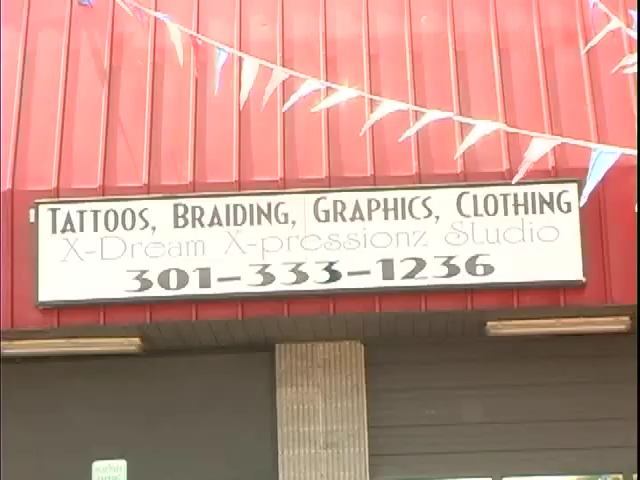 TATTOOS, BRAIDING, GRAPHICS, CLOTHING
X-Dream X-pressionz Studio
301-333-1236